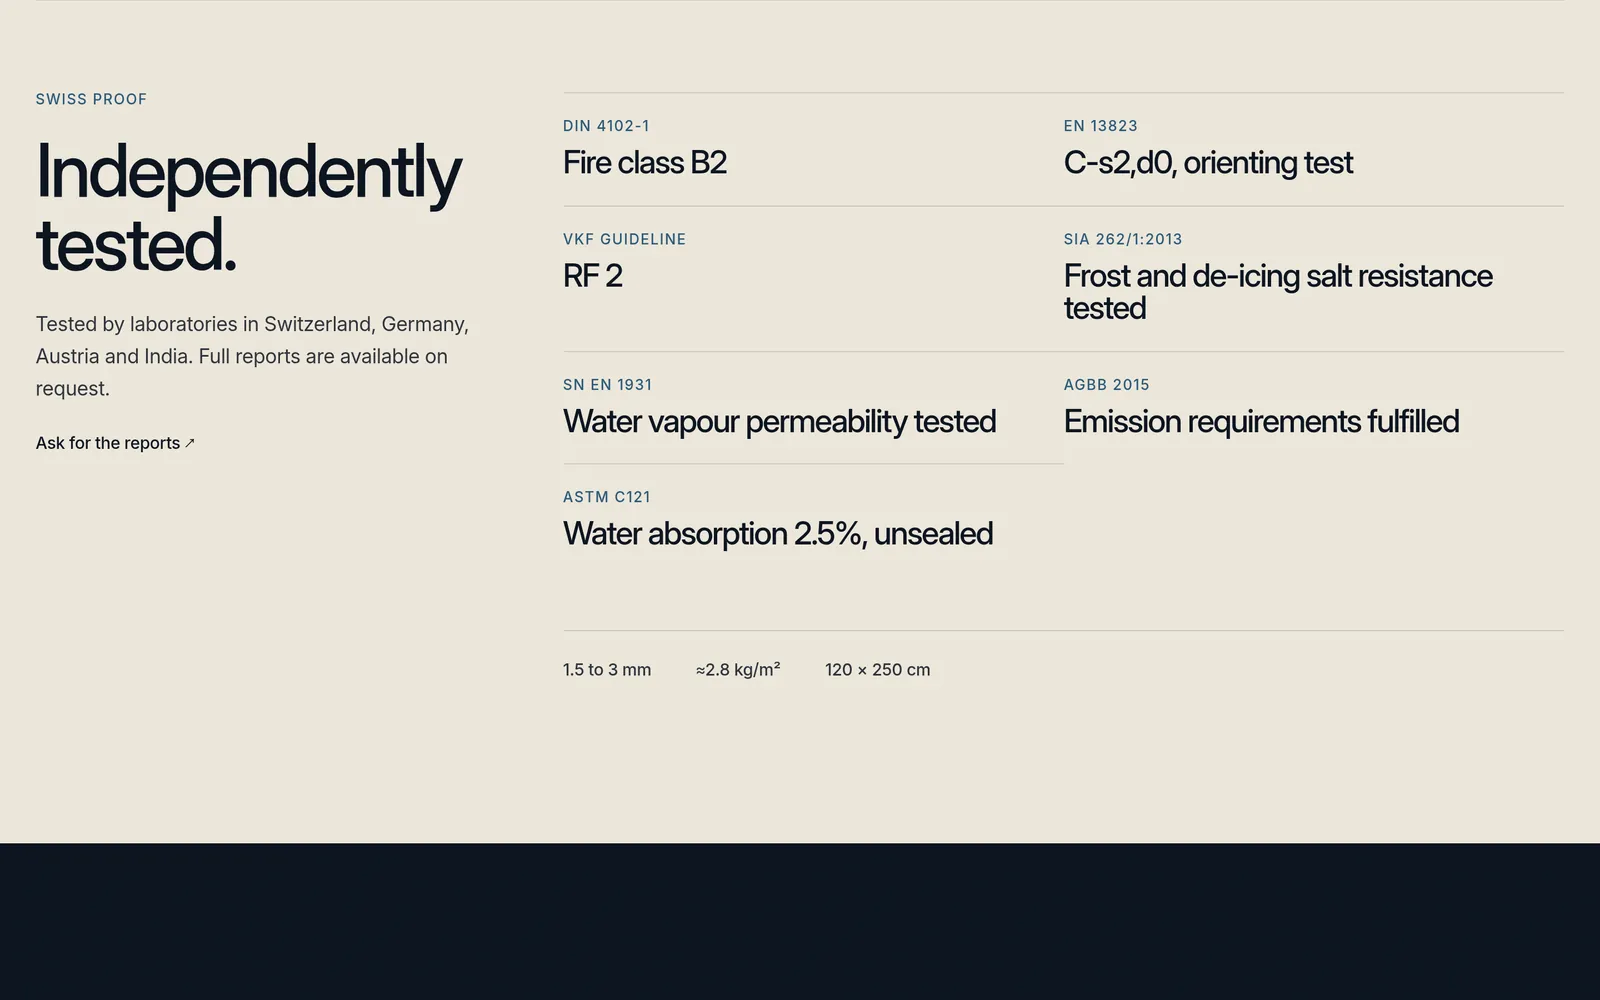 SWISS PROOF
Independently
tested.
Tested by laboratories in Switzerland, Germany,
Austria and India. Full reports are available on
request.
Ask for the reports ↗
DIN 4102-1
Fire class B2
EN 13823
C-s2,d0, orienting test
VKF GUIDELINE
RF 2
SIA 262/1:2013
Frost and de-icing salt resistance
tested
SN EN 1931
Water vapour permeability tested
AGBB 2015
Emission requirements fulfilled
ASTM C121
Water absorption 2.5%, unsealed
1.5 to 3 mm
≈2.8 kg/m²
120 × 250 cm